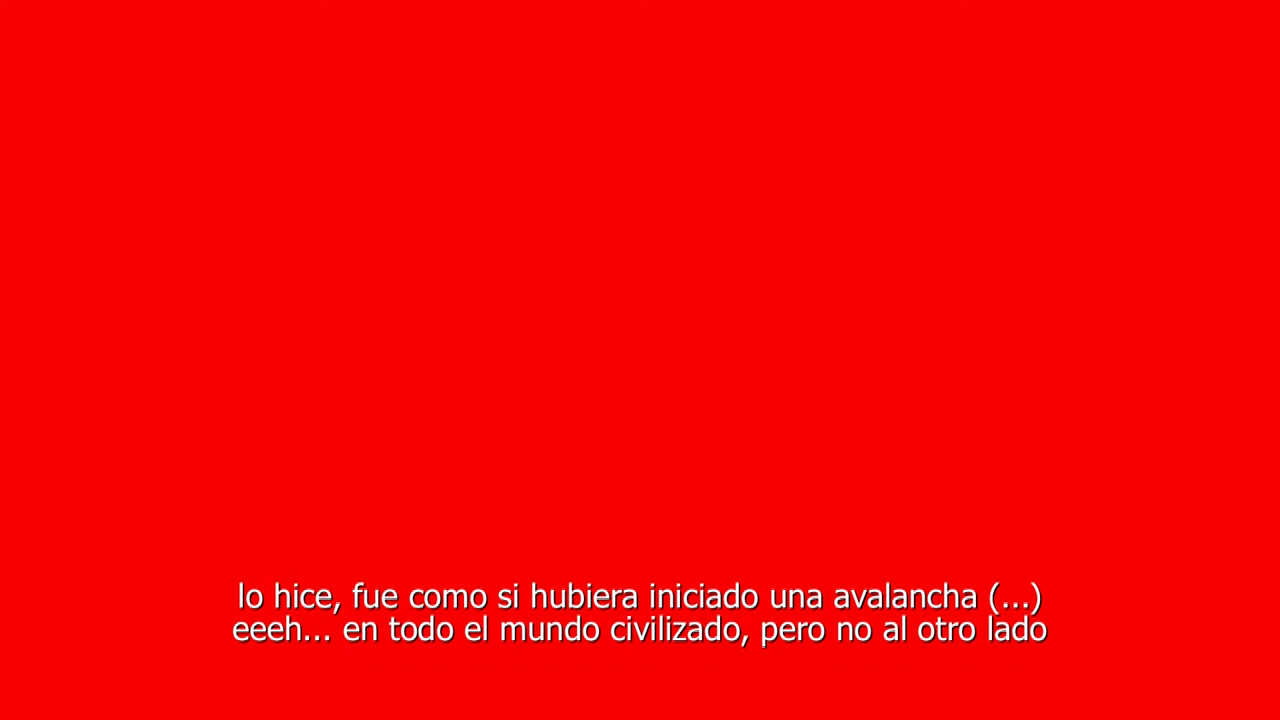 lo hice, fue como si hubiera iniciado una avalancha (...)
eeeh... en todo el mundo civilizado, pero no al otro lado